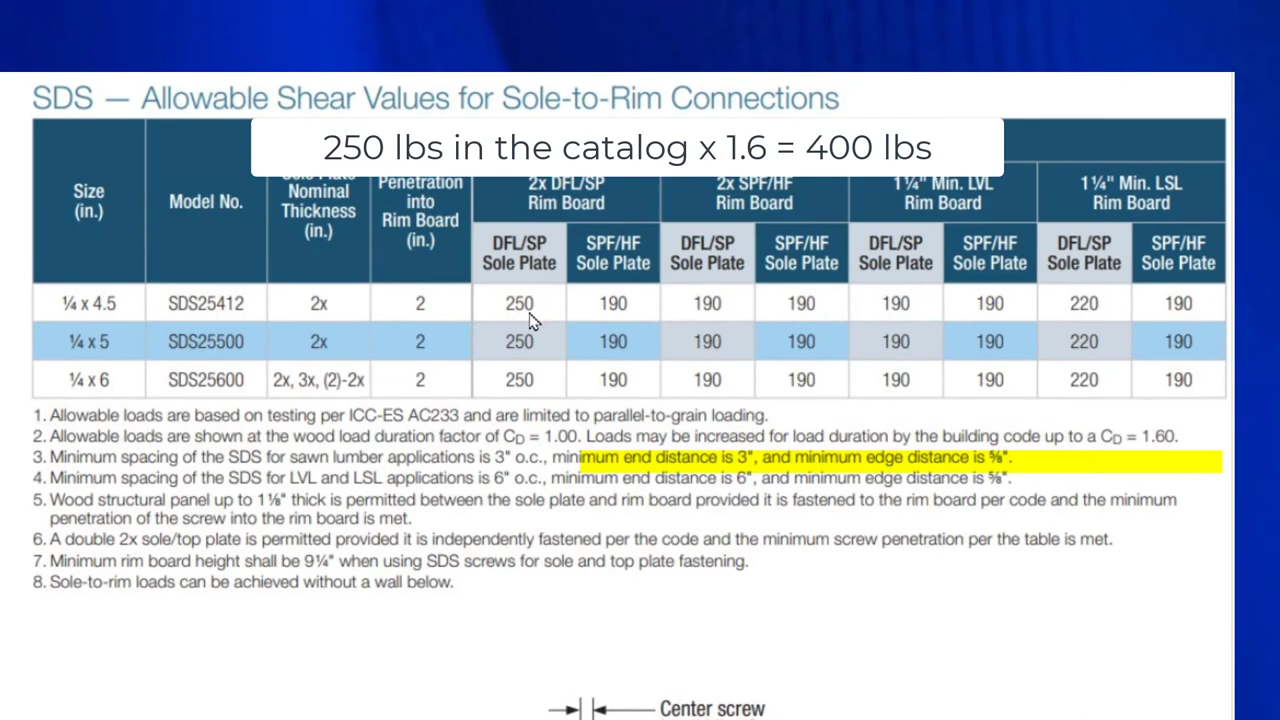 SDS — Allowable Shear Values for Sole-to-Rim Connections
250 lbs in the catalog x 1.6 = 400 lbs
Size (in.)
Model No.
Nominal Thickness (in.)
Penetration into Rim Board (in.)
2x DFL/SP Rim Board
2x SPF/HF Rim Board
1¼" Min. LVL Rim Board
1¼" Min. LSL Rim Board
DFL/SP Sole Plate
SPF/HF Sole Plate
DFL/SP Sole Plate
SPF/HF Sole Plate
DFL/SP Sole Plate
SPF/HF Sole Plate
DFL/SP Sole Plate
SPF/HF Sole Plate
¼ x 4.5 SDS25412 2x 2 250 190 190 190 190 190 220 190
¼ x 5 SDS25500 2x 2 250 190 190 190 190 190 220 190
¼ x 6 SDS25600 2x, 3x, (2)-2x 2 250 190 190 190 190 190 220 190
1. Allowable loads are based on testing per ICC-ES AC233 and are limited to parallel-to-grain loading.
2. Allowable loads are shown at the wood load duration factor of CD = 1.00. Loads may be increased for load duration by the building code up to a CD = 1.60.
3. Minimum spacing of the SDS for sawn lumber applications is 3" o.c., minimum end distance is 3", and minimum edge distance is ⅝".
4. Minimum spacing of the SDS for LVL and LSL applications is 6" o.c., minimum end distance is 6", and minimum edge distance is ⅝".
5. Wood structural panel up to 1⅛" thick is permitted between the sole plate and rim board provided it is fastened to the rim board per code and the minimum
penetration of the screw into the rim board is met.
6. A double 2x sole/top plate is permitted provided it is independently fastened per the code and the minimum screw penetration per the table is met.
7. Minimum rim board height shall be 9¼" when using SDS screws for sole and top plate fastening.
8. Sole-to-rim loads can be achieved without a wall below.
Center screw